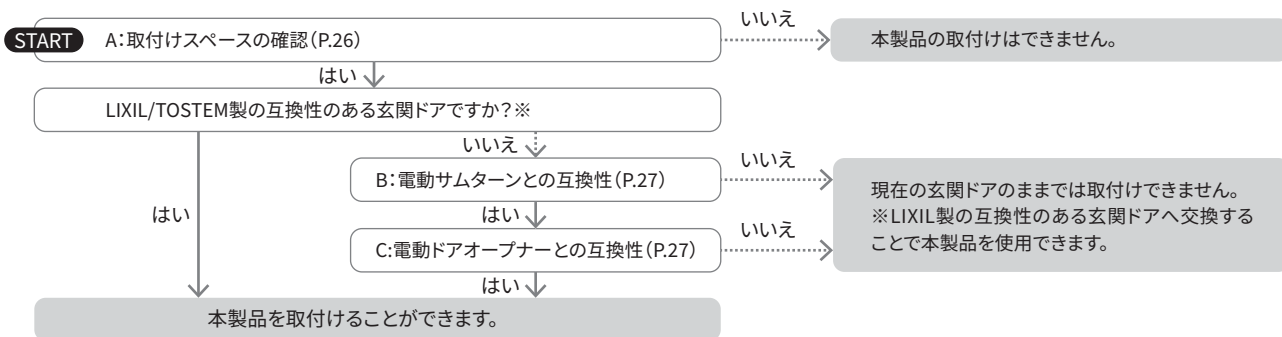 START
A：取付けスペースの確認（P.26）
いいえ
本製品の取付けはできません。
はい
LIXIL/TOSTEM製の互換性のある玄関ドアですか？※
いいえ
B：電動サムターンとの互換性（P.27）
いいえ
現在の玄関ドアのままでは取付けできません。
※LIXIL製の互換性のある玄関ドアへ交換する
ことで本製品を使用できます。
はい
はい
C:電動ドアオープナーとの互換性（P.27）
いいえ
はい
本製品を取付けることができます。